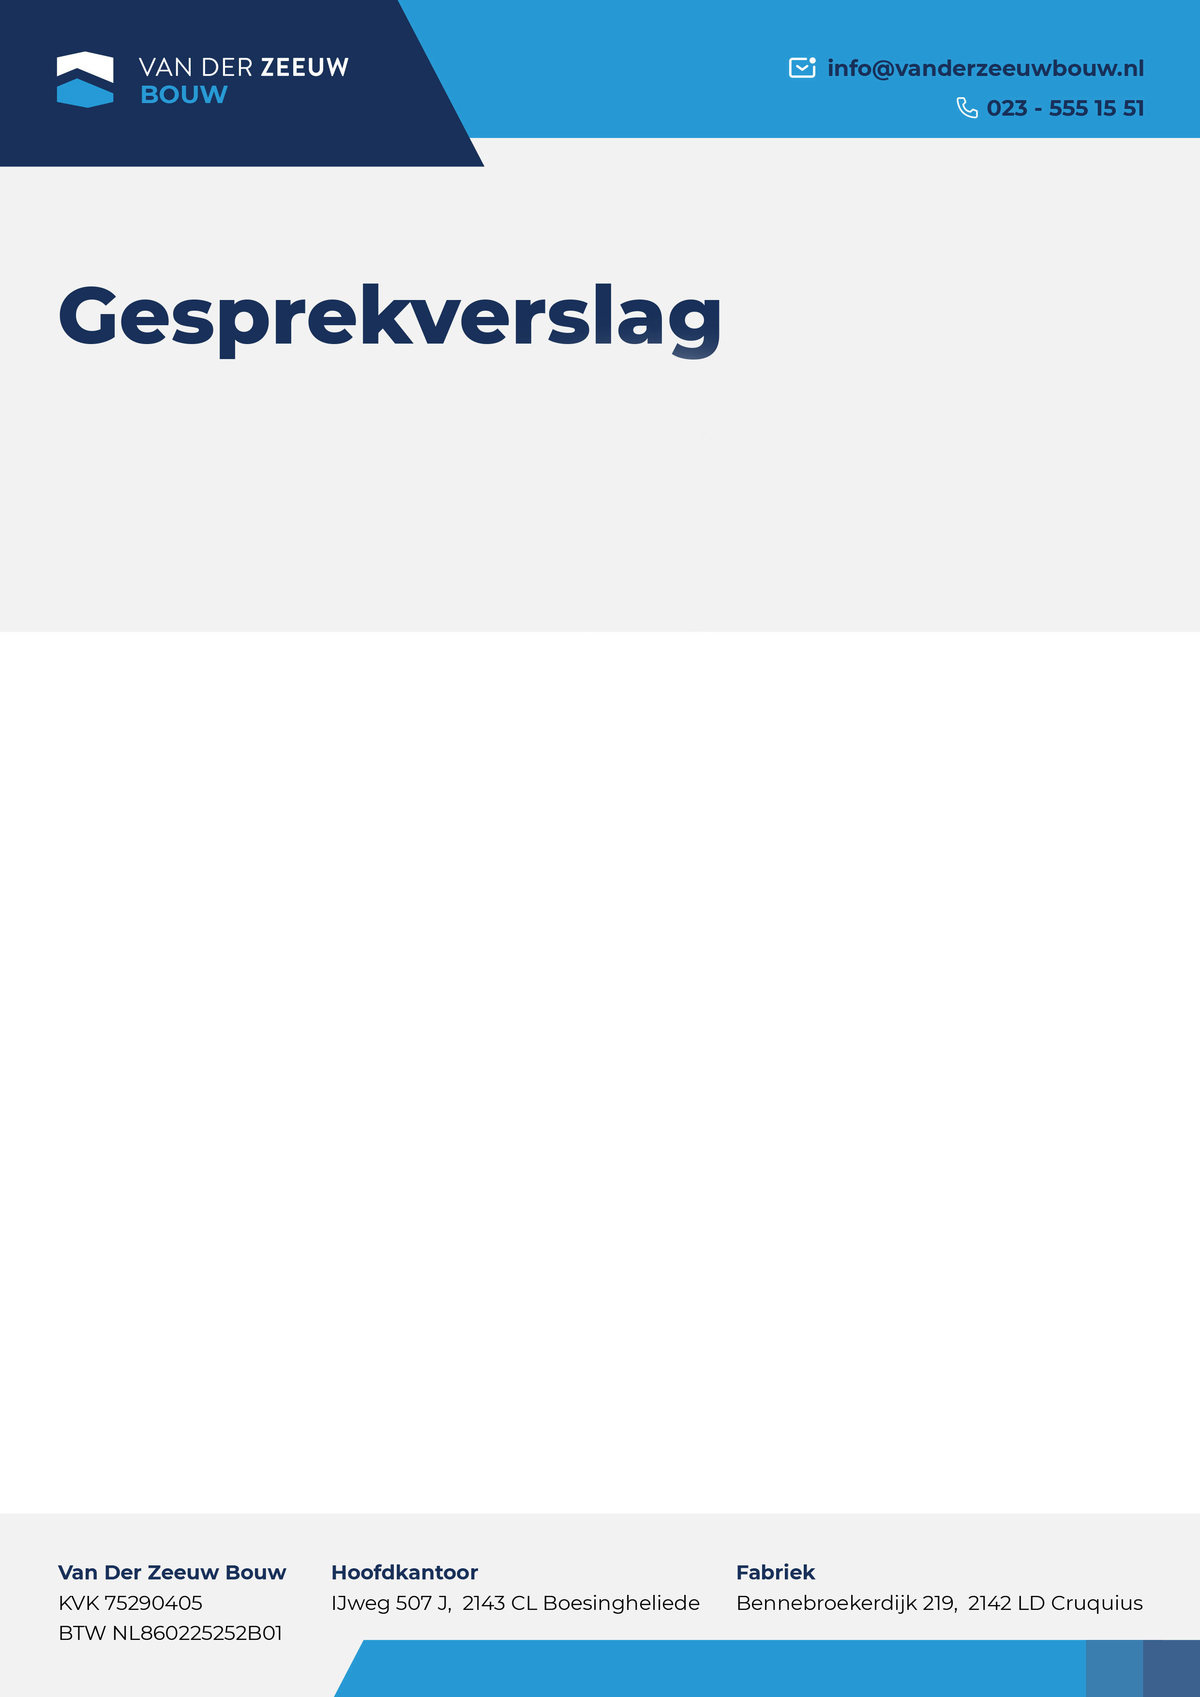 VAN DER ZEEUW
BOUW
info@vanderzeeuwbouw.nl
023 - 555 15 51
Gesprekverslag
Van Der Zeeuw Bouw
KVK 75290405
BTW NL860225252B01
Hoofdkantoor
IJweg 507 J, 2143 CL Boesingheliede
Fabriek
Bennebroekerdijk 219, 2142 LD Cruquius